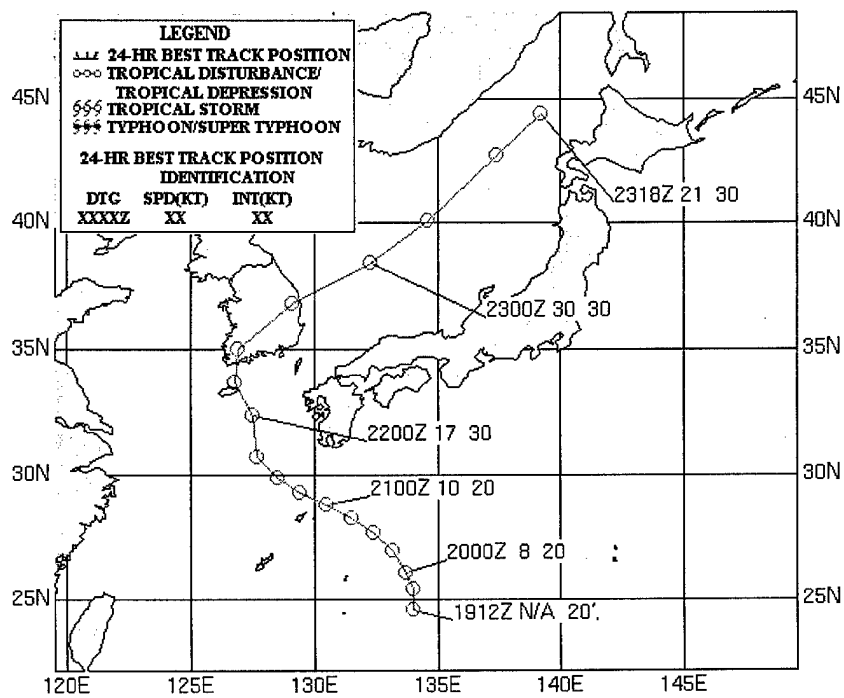 LEGEND
24-HR BEST TRACK POSITION
TROPICAL DISTURBANCE/
TROPICAL DEPRESSION
TROPICAL STORM
TYPHOON/SUPER TYPHOON
24-HR BEST TRACK POSITION
IDENTIFICATION
DTG SPD(KT) INT(KT)
XXXXZ XX XX
45N 45N
2318Z 21 30
40N 40N
2300Z 30 30
35N 35N
2200Z 17 30
30N 30N
2100Z 10 20
2000Z 8 20
25N 25N
1912Z N/A 20
120E 125E 130E 135E 140E 145E